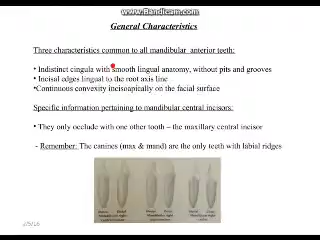 www.Bandicam.com
General Characteristics
Three characteristics common to all mandibular anterior teeth:
• Indistinct cingula with smooth lingual anatomy, without pits and grooves
• Incisal edges lingual to the root axis line
•Continuous convexity incisoapically on the facial surface
Specific information pertaining to mandibular central incisors:
• They only occlude with one other tooth – the maxillary central incisor
- Remember: The canines (max & mand) are the only teeth with labial ridges